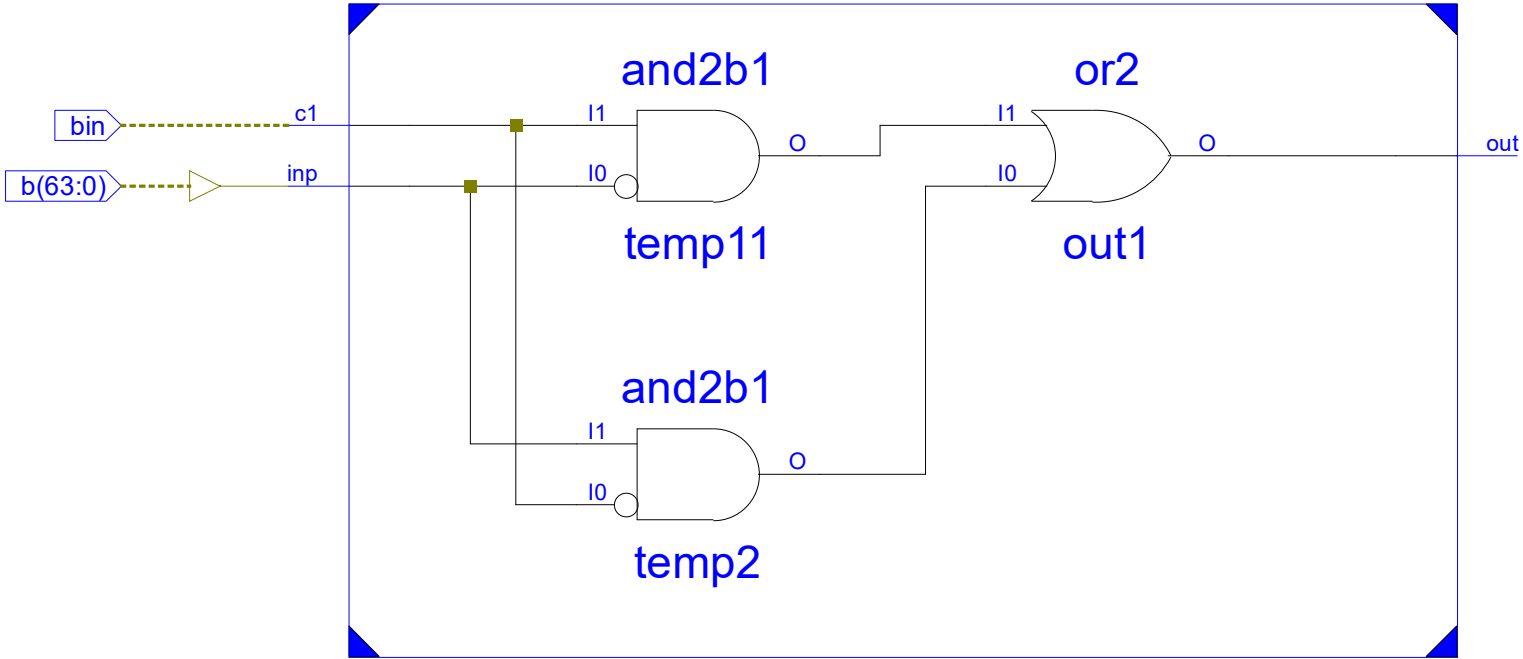 and2b1
or2
bin
c1
I1
O
I1
O
out
b(63:0)
inp
I0
I0
temp11
out1
and2b1
I1
O
I0
temp2